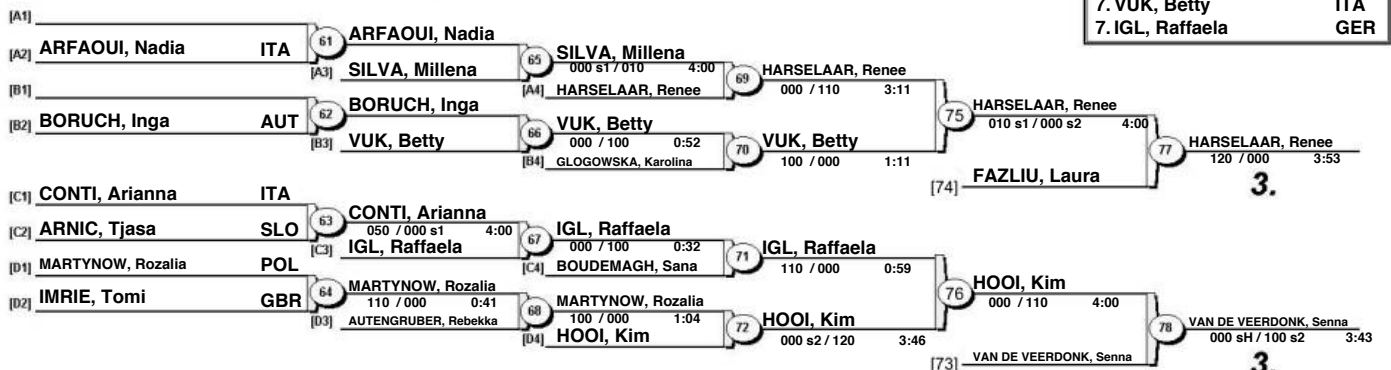 7. VUK, Betty ITA
7. IGL, Raffaela GER
[A1]
[A2] ARFAOUI, Nadia ITA
61
ARFAOUI, Nadia
[A3] SILVA, Millena
65
SILVA, Millena
000 s1 / 010 4:00
[A4] HARSELAAR, Renee
69
HARSELAAR, Renee
000 / 110 3:11
[B1]
[B2] BORUCH, Inga AUT
62
BORUCH, Inga
[B3] VUK, Betty
66
VUK, Betty
000 / 100 0:52
[B4] GLOGOWSKA, Karolina
70
VUK, Betty
100 / 000 1:11
75
HARSELAAR, Renee
010 s1 / 000 s2 4:00
[74] FAZLIU, Laura
77
HARSELAAR, Renee
120 / 000 3:53
3.
[C1] CONTI, Arianna ITA
[C2] ARNIC, Tjasa SLO
63
CONTI, Arianna
050 / 000 s1 4:00
[C3] IGL, Raffaela
67
IGL, Raffaela
000 / 100 0:32
[C4] BOUDEMAGH, Sana
71
IGL, Raffaela
110 / 000 0:59
[D1] MARTYNOW, Rozalia POL
[D2] IMRIE, Tomi GBR
64
MARTYNOW, Rozalia
110 / 000 0:41
[D3] AUTENGRUBER, Rebekka
68
MARTYNOW, Rozalia
100 / 000 1:04
[D4] HOOI, Kim
72
HOOI, Kim
000 s2 / 120 3:46
76
HOOI, Kim
000 / 110 4:00
[73] VAN DE VEERDONK, Senna
78
VAN DE VEERDONK, Senna
000 sH / 100 s2 3:43
3.